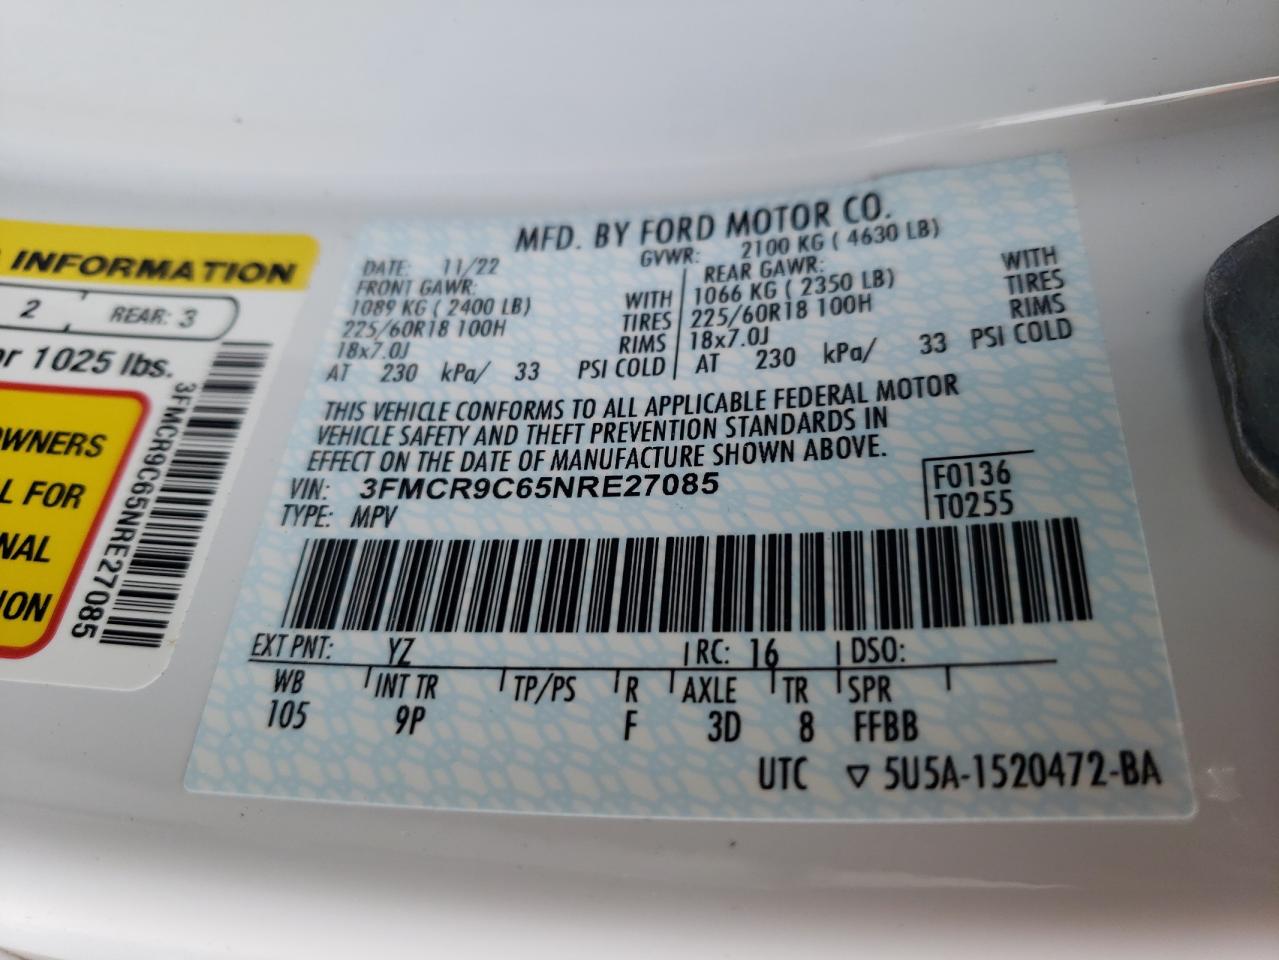 INFORMATION
2 REAR: 3
1025 lbs.
OWNERS
FOR
3FMCR9C65NRE27085
MFD. BY FORD MOTOR CO.
DATE: 11/22 GVWR: 2100 KG ( 4630 LB)
FRONT GAWR: REAR GAWR:
1089 KG ( 2400 LB) WITH 1066 KG ( 2350 LB) WITH
225/60R18 100H TIRES 225/60R18 100H TIRES
18x7.0J RIMS 18x7.0J RIMS
AT 230 kPa/ 33 PSI COLD AT 230 kPa/ 33 PSI COLD
THIS VEHICLE CONFORMS TO ALL APPLICABLE FEDERAL MOTOR
VEHICLE SAFETY AND THEFT PREVENTION STANDARDS IN
EFFECT ON THE DATE OF MANUFACTURE SHOWN ABOVE.
VIN: 3FMCR9C65NRE27085 F0136
TYPE: MPV T0255
EXT PNT: YZ RC: 16 DSO:
WB INT TR TP/PS R AXLE TR SPR
105 9P F 3D 8 FFBB
UTC ▽ 5U5A-1520472-BA